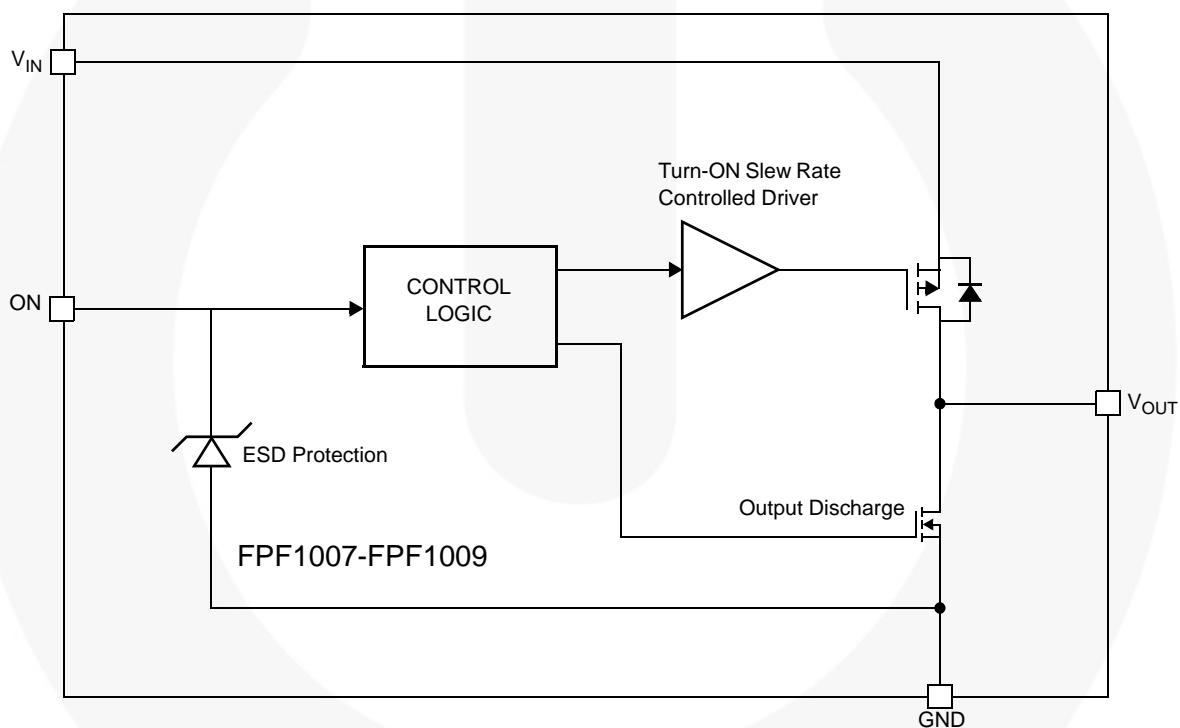 VIN
Turn-ON Slew Rate
Controlled Driver
ON
CONTROL
LOGIC
VOUT
ESD Protection
Output Discharge
FPF1007-FPF1009
GND